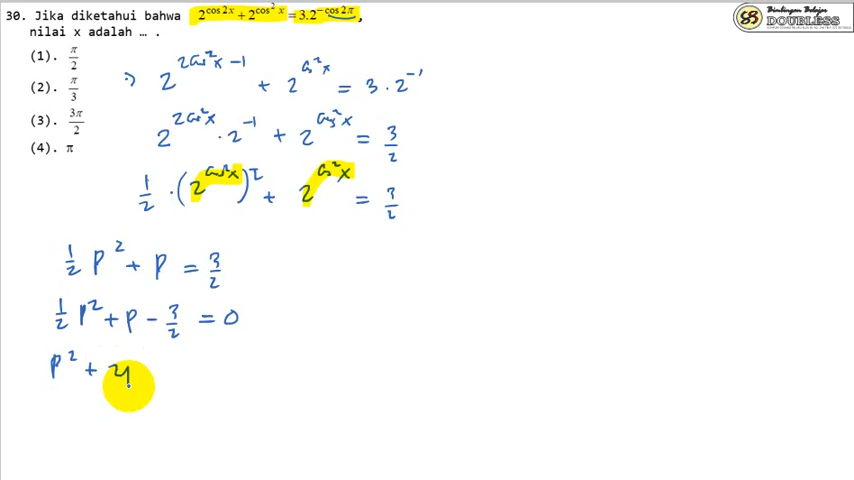 30. Jika diketahui bahwa 2^{cos 2x} + 2^{cos² x} = 3.2^{-cos 2π},
nilai x adalah … .
(1). π/2
(2). π/3
(3). 3π/2
(4). π
Bimbingan Belajar
DOUBLESS
2^{2cos²x -1} + 2^{cos²x} = 3 · 2^{-1}
2^{2cos²x} · 2^{-1} + 2^{cos²x} = 3/2
1/2 · (2^{cos²x})² + 2^{cos²x} = 3/2
1/2 p² + p = 3/2
1/2 p² + p - 3/2 = 0
p² + 2